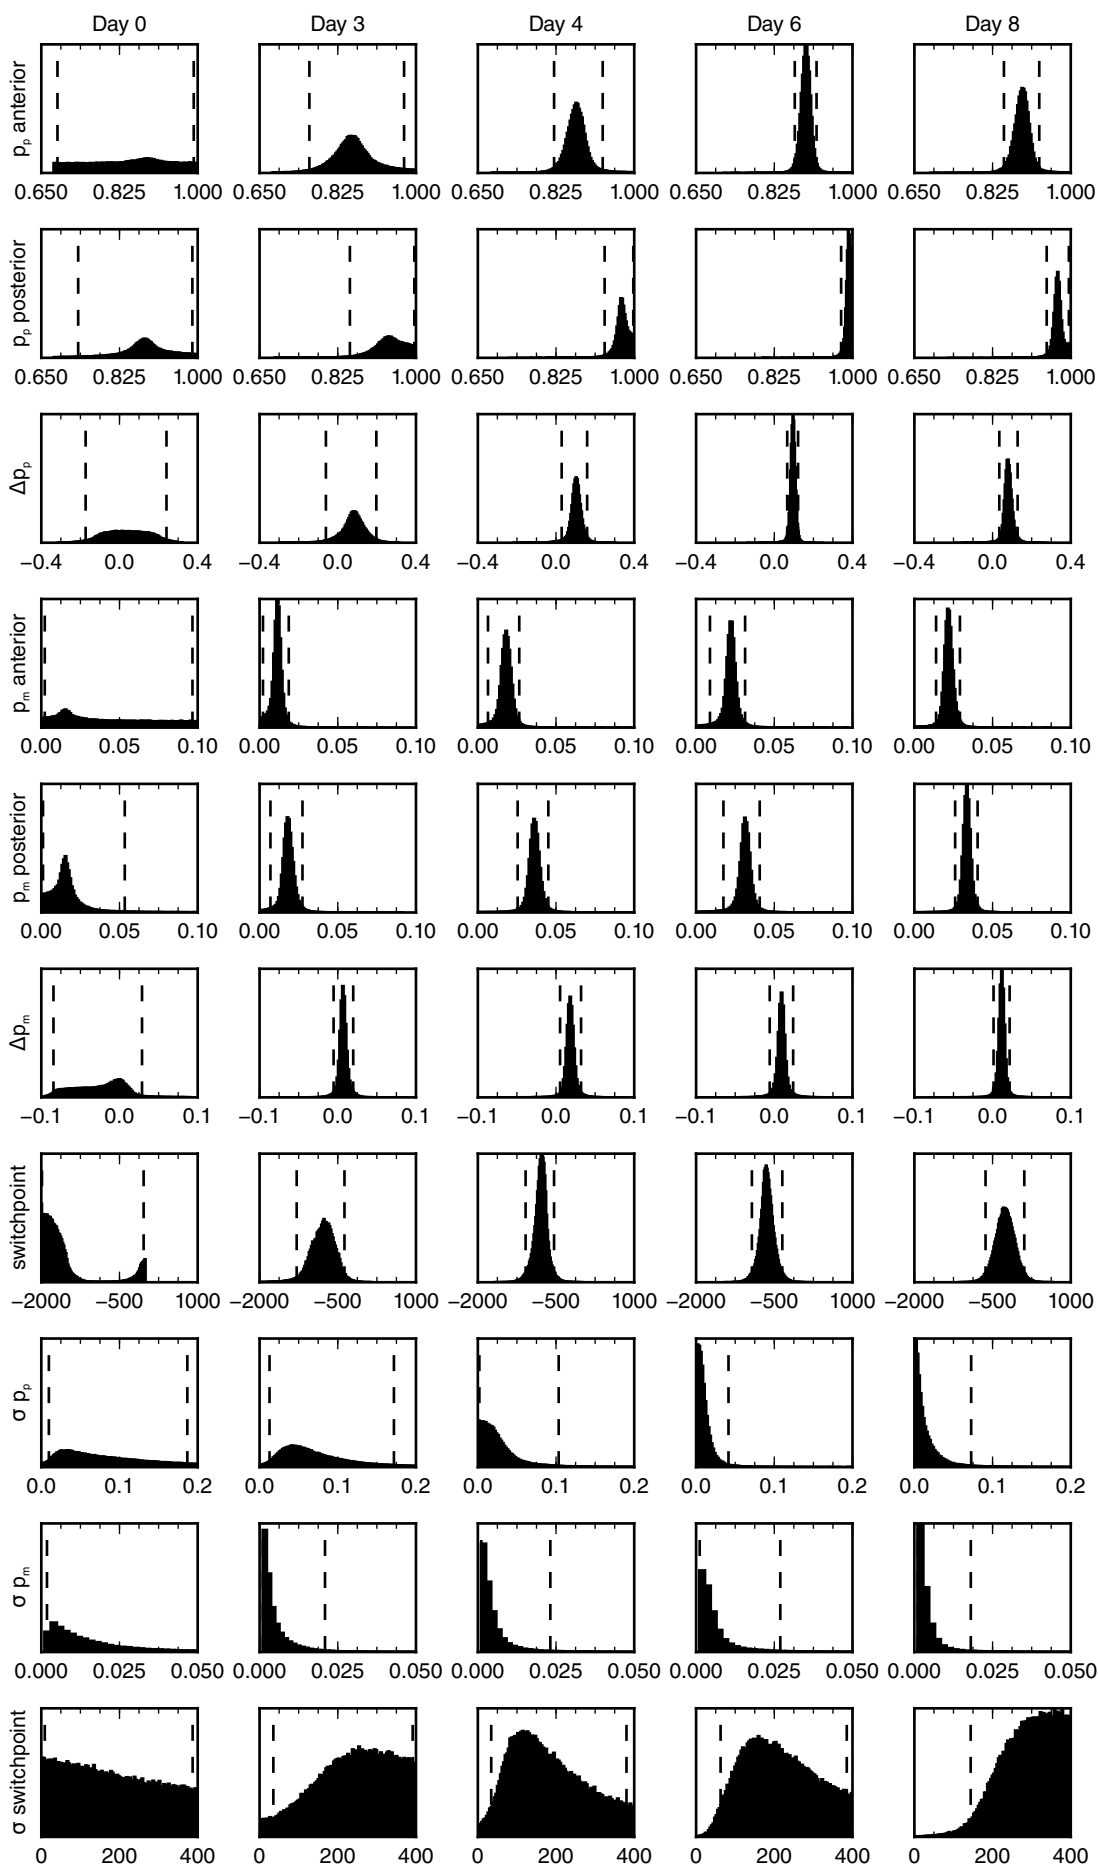 Day 0 Day 3 Day 4 Day 6 Day 8
pp anterior
0.650 0.825 1.000 0.650 0.825 1.000 0.650 0.825 1.000 0.650 0.825 1.000 0.650 0.825 1.000
pp posterior
0.650 0.825 1.000 0.650 0.825 1.000 0.650 0.825 1.000 0.650 0.825 1.000 0.650 0.825 1.000
Δpp
−0.4 0.0 0.4 −0.4 0.0 0.4 −0.4 0.0 0.4 −0.4 0.0 0.4 −0.4 0.0 0.4
pm anterior
0.00 0.05 0.10 0.00 0.05 0.10 0.00 0.05 0.10 0.00 0.05 0.10 0.00 0.05 0.10
pm posterior
0.00 0.05 0.10 0.00 0.05 0.10 0.00 0.05 0.10 0.00 0.05 0.10 0.00 0.05 0.10
Δpm
−0.1 0.0 0.1 −0.1 0.0 0.1 −0.1 0.0 0.1 −0.1 0.0 0.1 −0.1 0.0 0.1
switchpoint
−2000 −500 1000 −2000 −500 1000 −2000 −500 1000 −2000 −500 1000 −2000 −500 1000
σ pp
0.0 0.1 0.2 0.0 0.1 0.2 0.0 0.1 0.2 0.0 0.1 0.2 0.0 0.1 0.2
σ pm
0.000 0.025 0.050 0.000 0.025 0.050 0.000 0.025 0.050 0.000 0.025 0.050 0.000 0.025 0.050
σ switchpoint
0 200 400 0 200 400 0 200 400 0 200 400 0 200 400